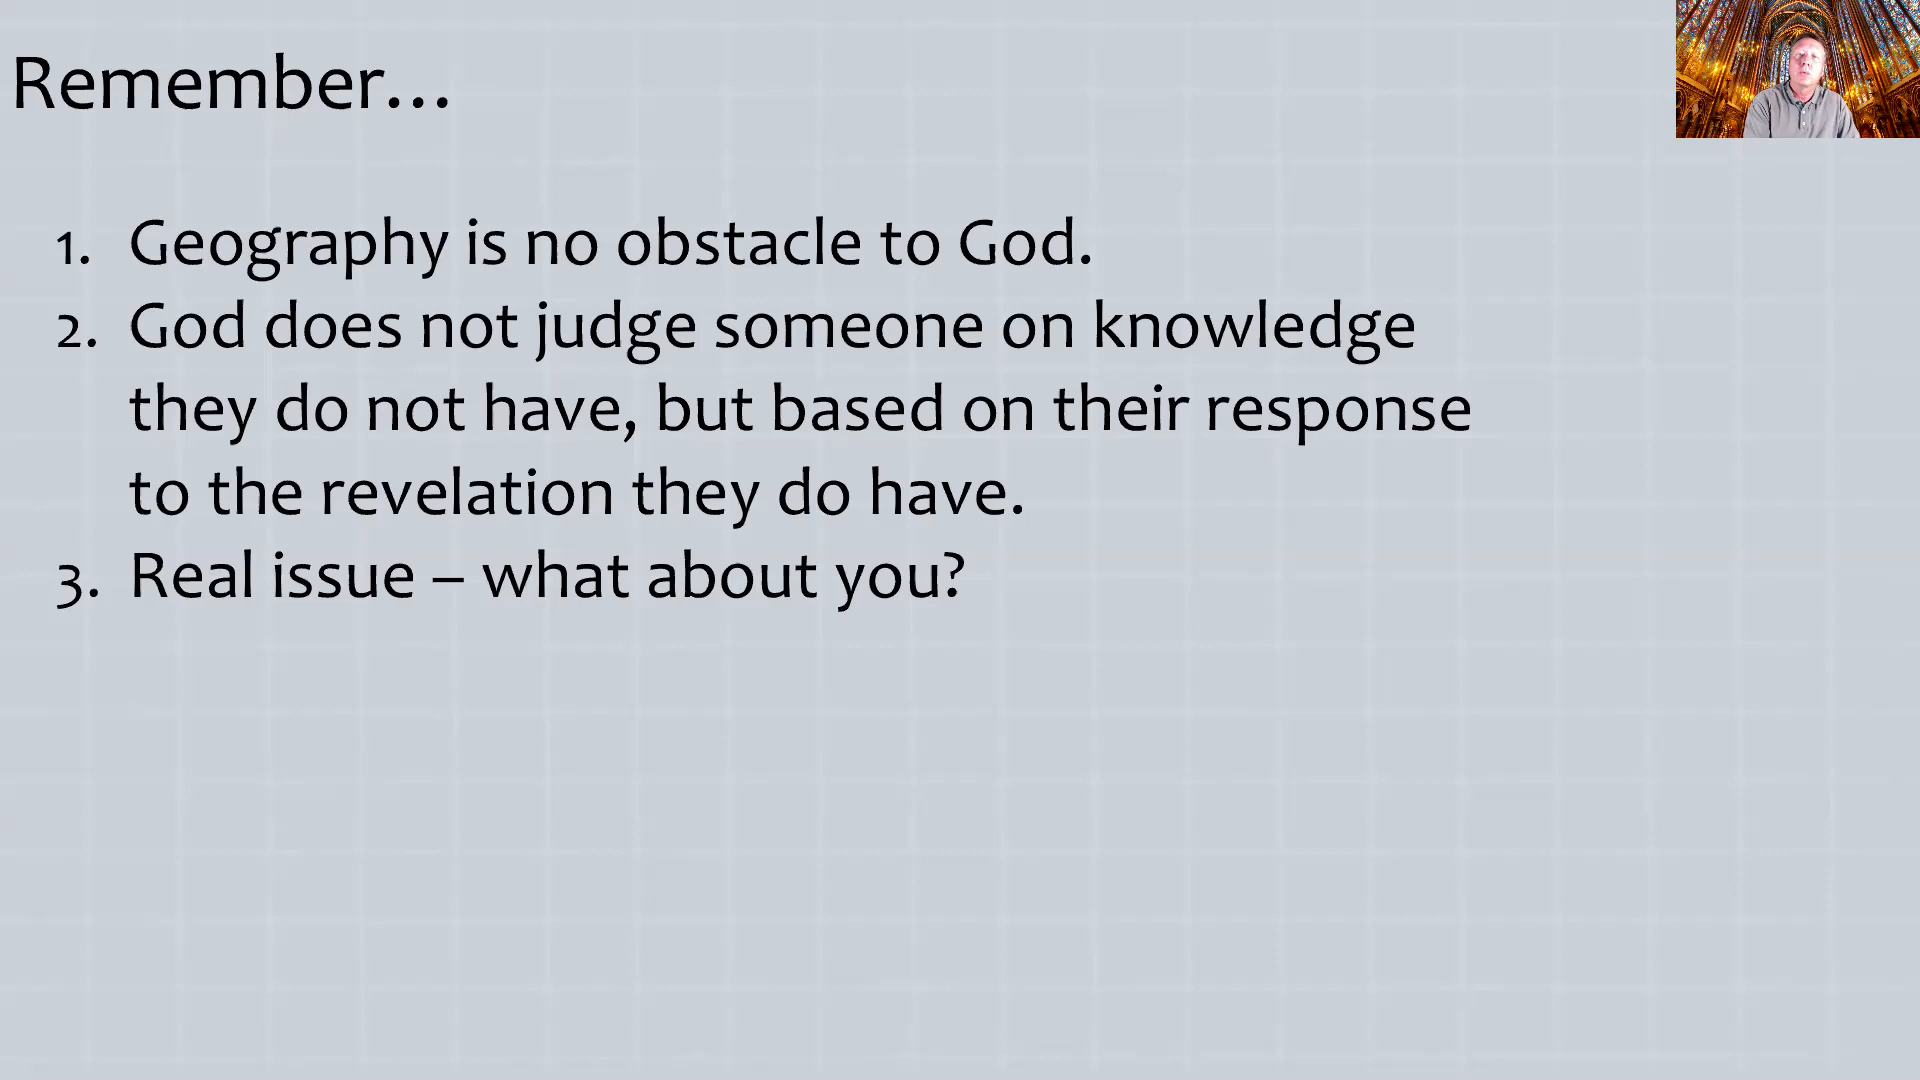 Remember...
1. Geography is no obstacle to God.
2. God does not judge someone on knowledge
they do not have, but based on their response
to the revelation they do have.
3. Real issue – what about you?